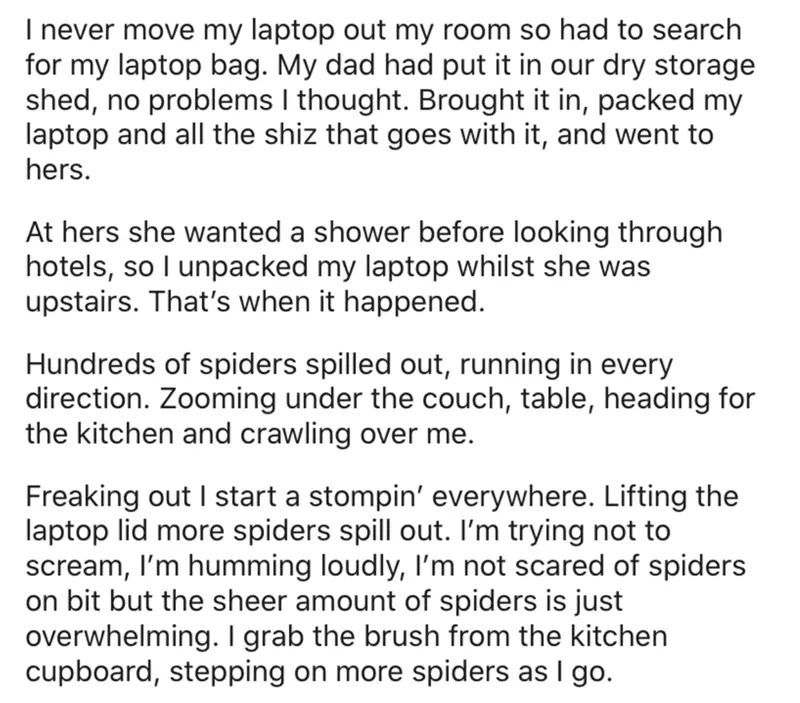 I never move my laptop out my room so had to search
for my laptop bag. My dad had put it in our dry storage
shed, no problems I thought. Brought it in, packed my
laptop and all the shiz that goes with it, and went to
hers.
At hers she wanted a shower before looking through
hotels, so I unpacked my laptop whilst she was
upstairs. That’s when it happened.
Hundreds of spiders spilled out, running in every
direction. Zooming under the couch, table, heading for
the kitchen and crawling over me.
Freaking out I start a stompin’ everywhere. Lifting the
laptop lid more spiders spill out. I’m trying not to
scream, I’m humming loudly, I’m not scared of spiders
on bit but the sheer amount of spiders is just
overwhelming. I grab the brush from the kitchen
cupboard, stepping on more spiders as I go.